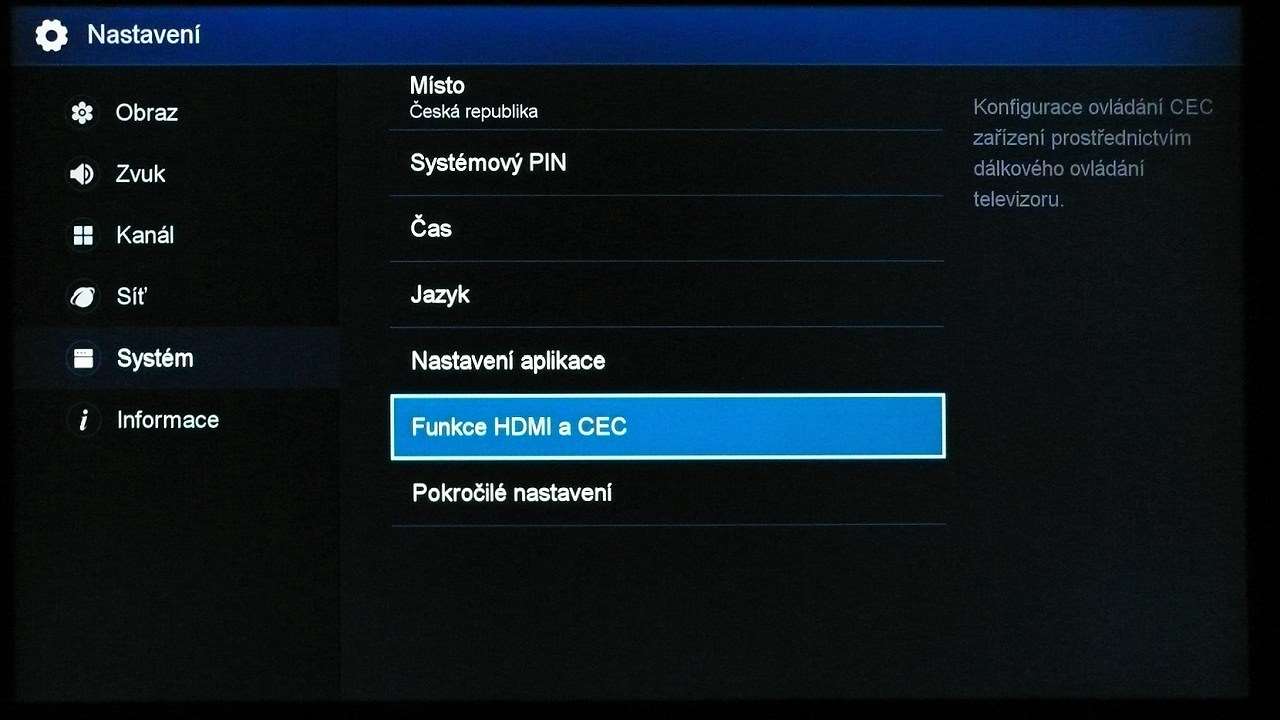 Nastavení
Obraz
Zvuk
Kanál
Síť
Systém
Informace
Místo
Česká republika
Systémový PIN
Čas
Jazyk
Nastavení aplikace
Funkce HDMI a CEC
Pokročilé nastavení
Konfigurace ovládání CEC
zařízení prostřednictvím
dálkového ovládání
televizoru.